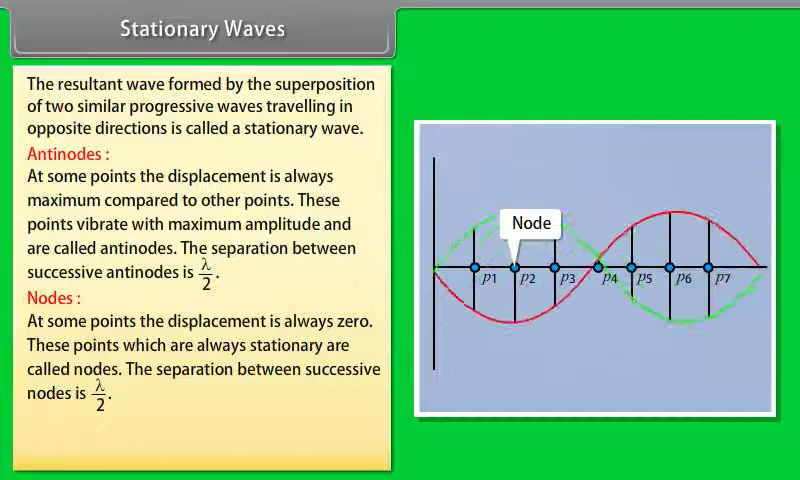 Stationary Waves
The resultant wave formed by the superposition
of two similar progressive waves travelling in
opposite directions is called a stationary wave.
Antinodes :
At some points the displacement is always
maximum compared to other points. These
points vibrate with maximum amplitude and
are called antinodes. The separation between
successive antinodes is λ/2.
Nodes :
At some points the displacement is always zero.
These points which are always stationary are
called nodes. The separation between successive
nodes is λ/2.
Node
p1 p2 p3 p4 p5 p6 p7